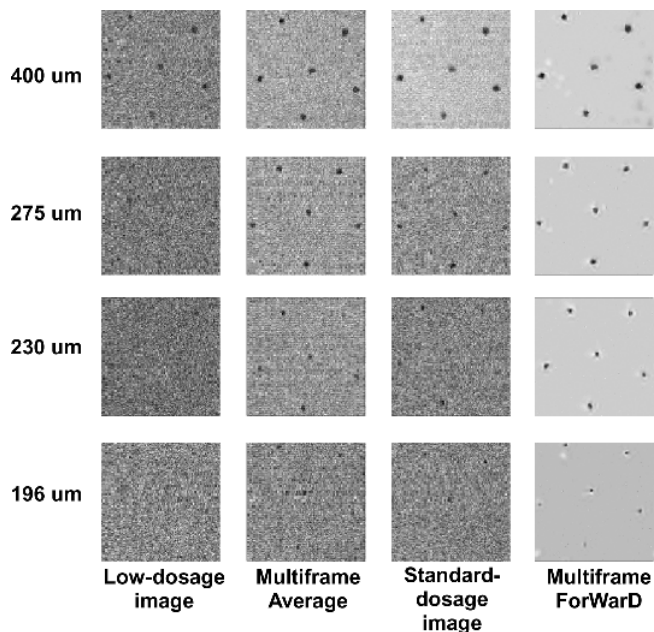 400 um
275 um
230 um
196 um
Low-dosage
image
Multiframe
Average
Standard-
dosage
image
Multiframe
ForWarD